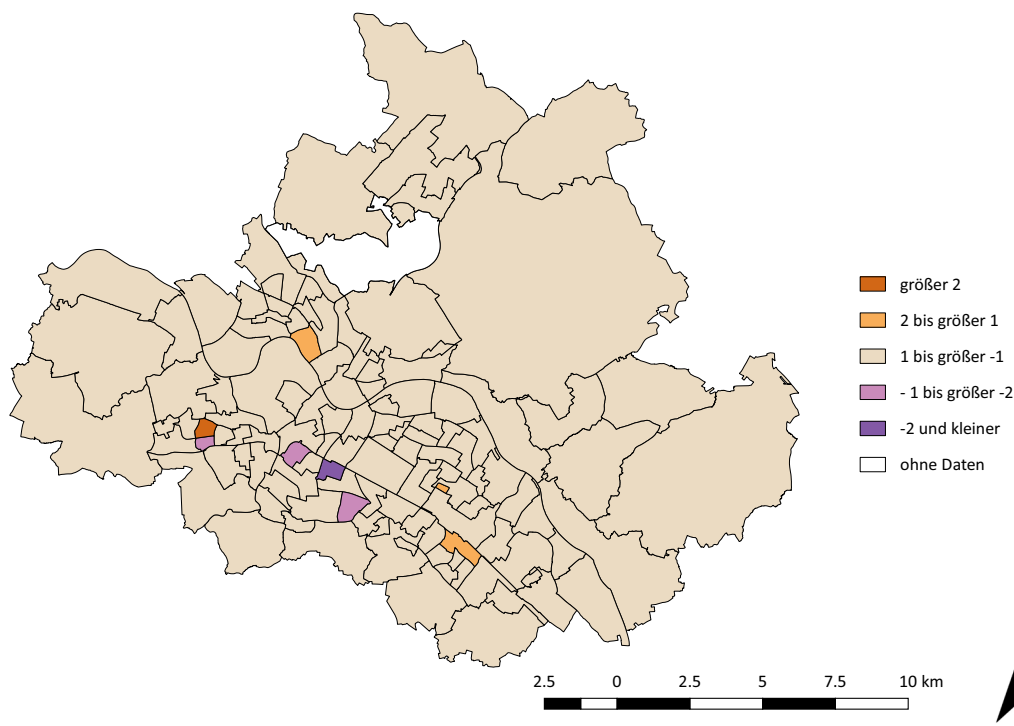 größer 2
2 bis größer 1
1 bis größer -1
- 1 bis größer -2
-2 und kleiner
ohne Daten
2.5 0 2.5 5 7.5 10 km